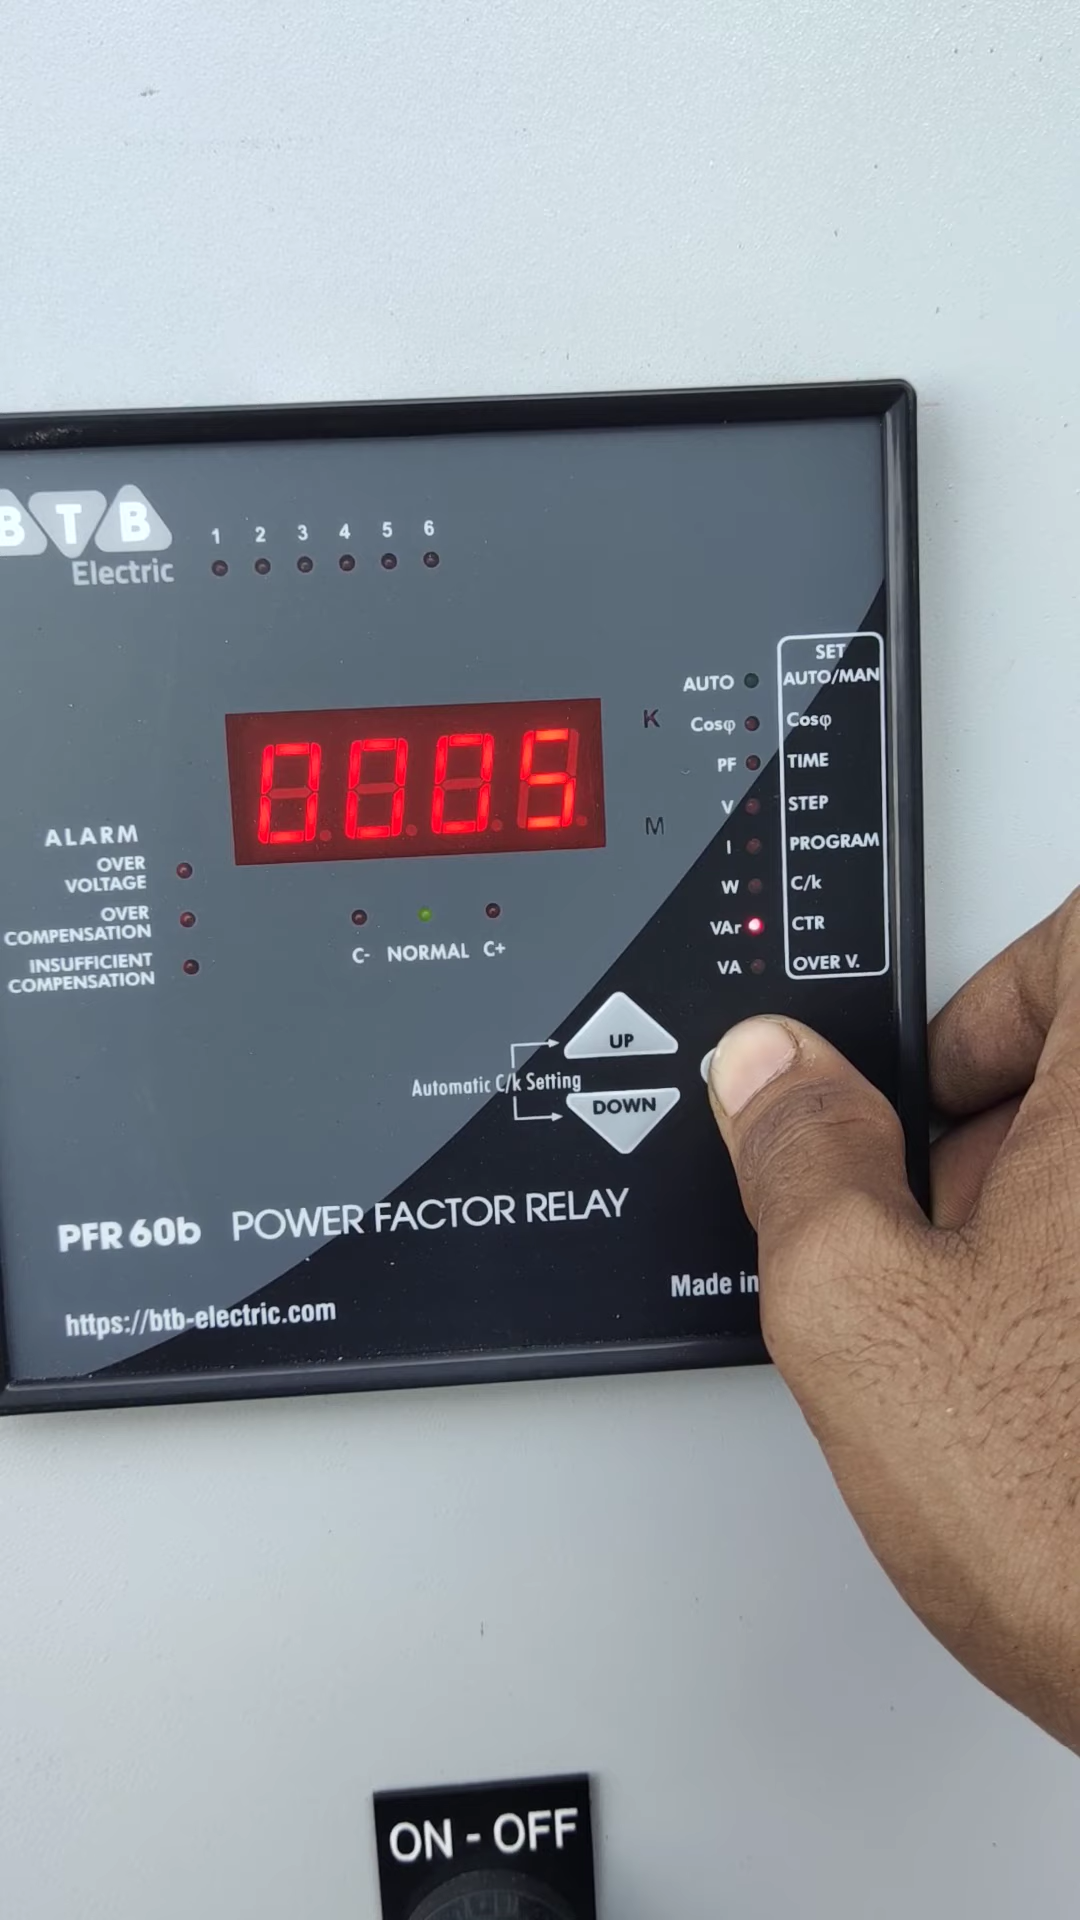 BTB
Electric
1 2 3 4 5 6
0005
K
M
AUTO
Cosφ
PF
V
I
W
VAr
VA
SET
AUTO/MAN
Cosφ
TIME
STEP
PROGRAM
C/k
CTR
OVER V.
ALARM
OVER
VOLTAGE
OVER
COMPENSATION
INSUFFICIENT
COMPENSATION
C- NORMAL C+
UP
Automatic C/k Setting
DOWN
PFR 60b POWER FACTOR RELAY
Made in
https://btb-electric.com
ON - OFF